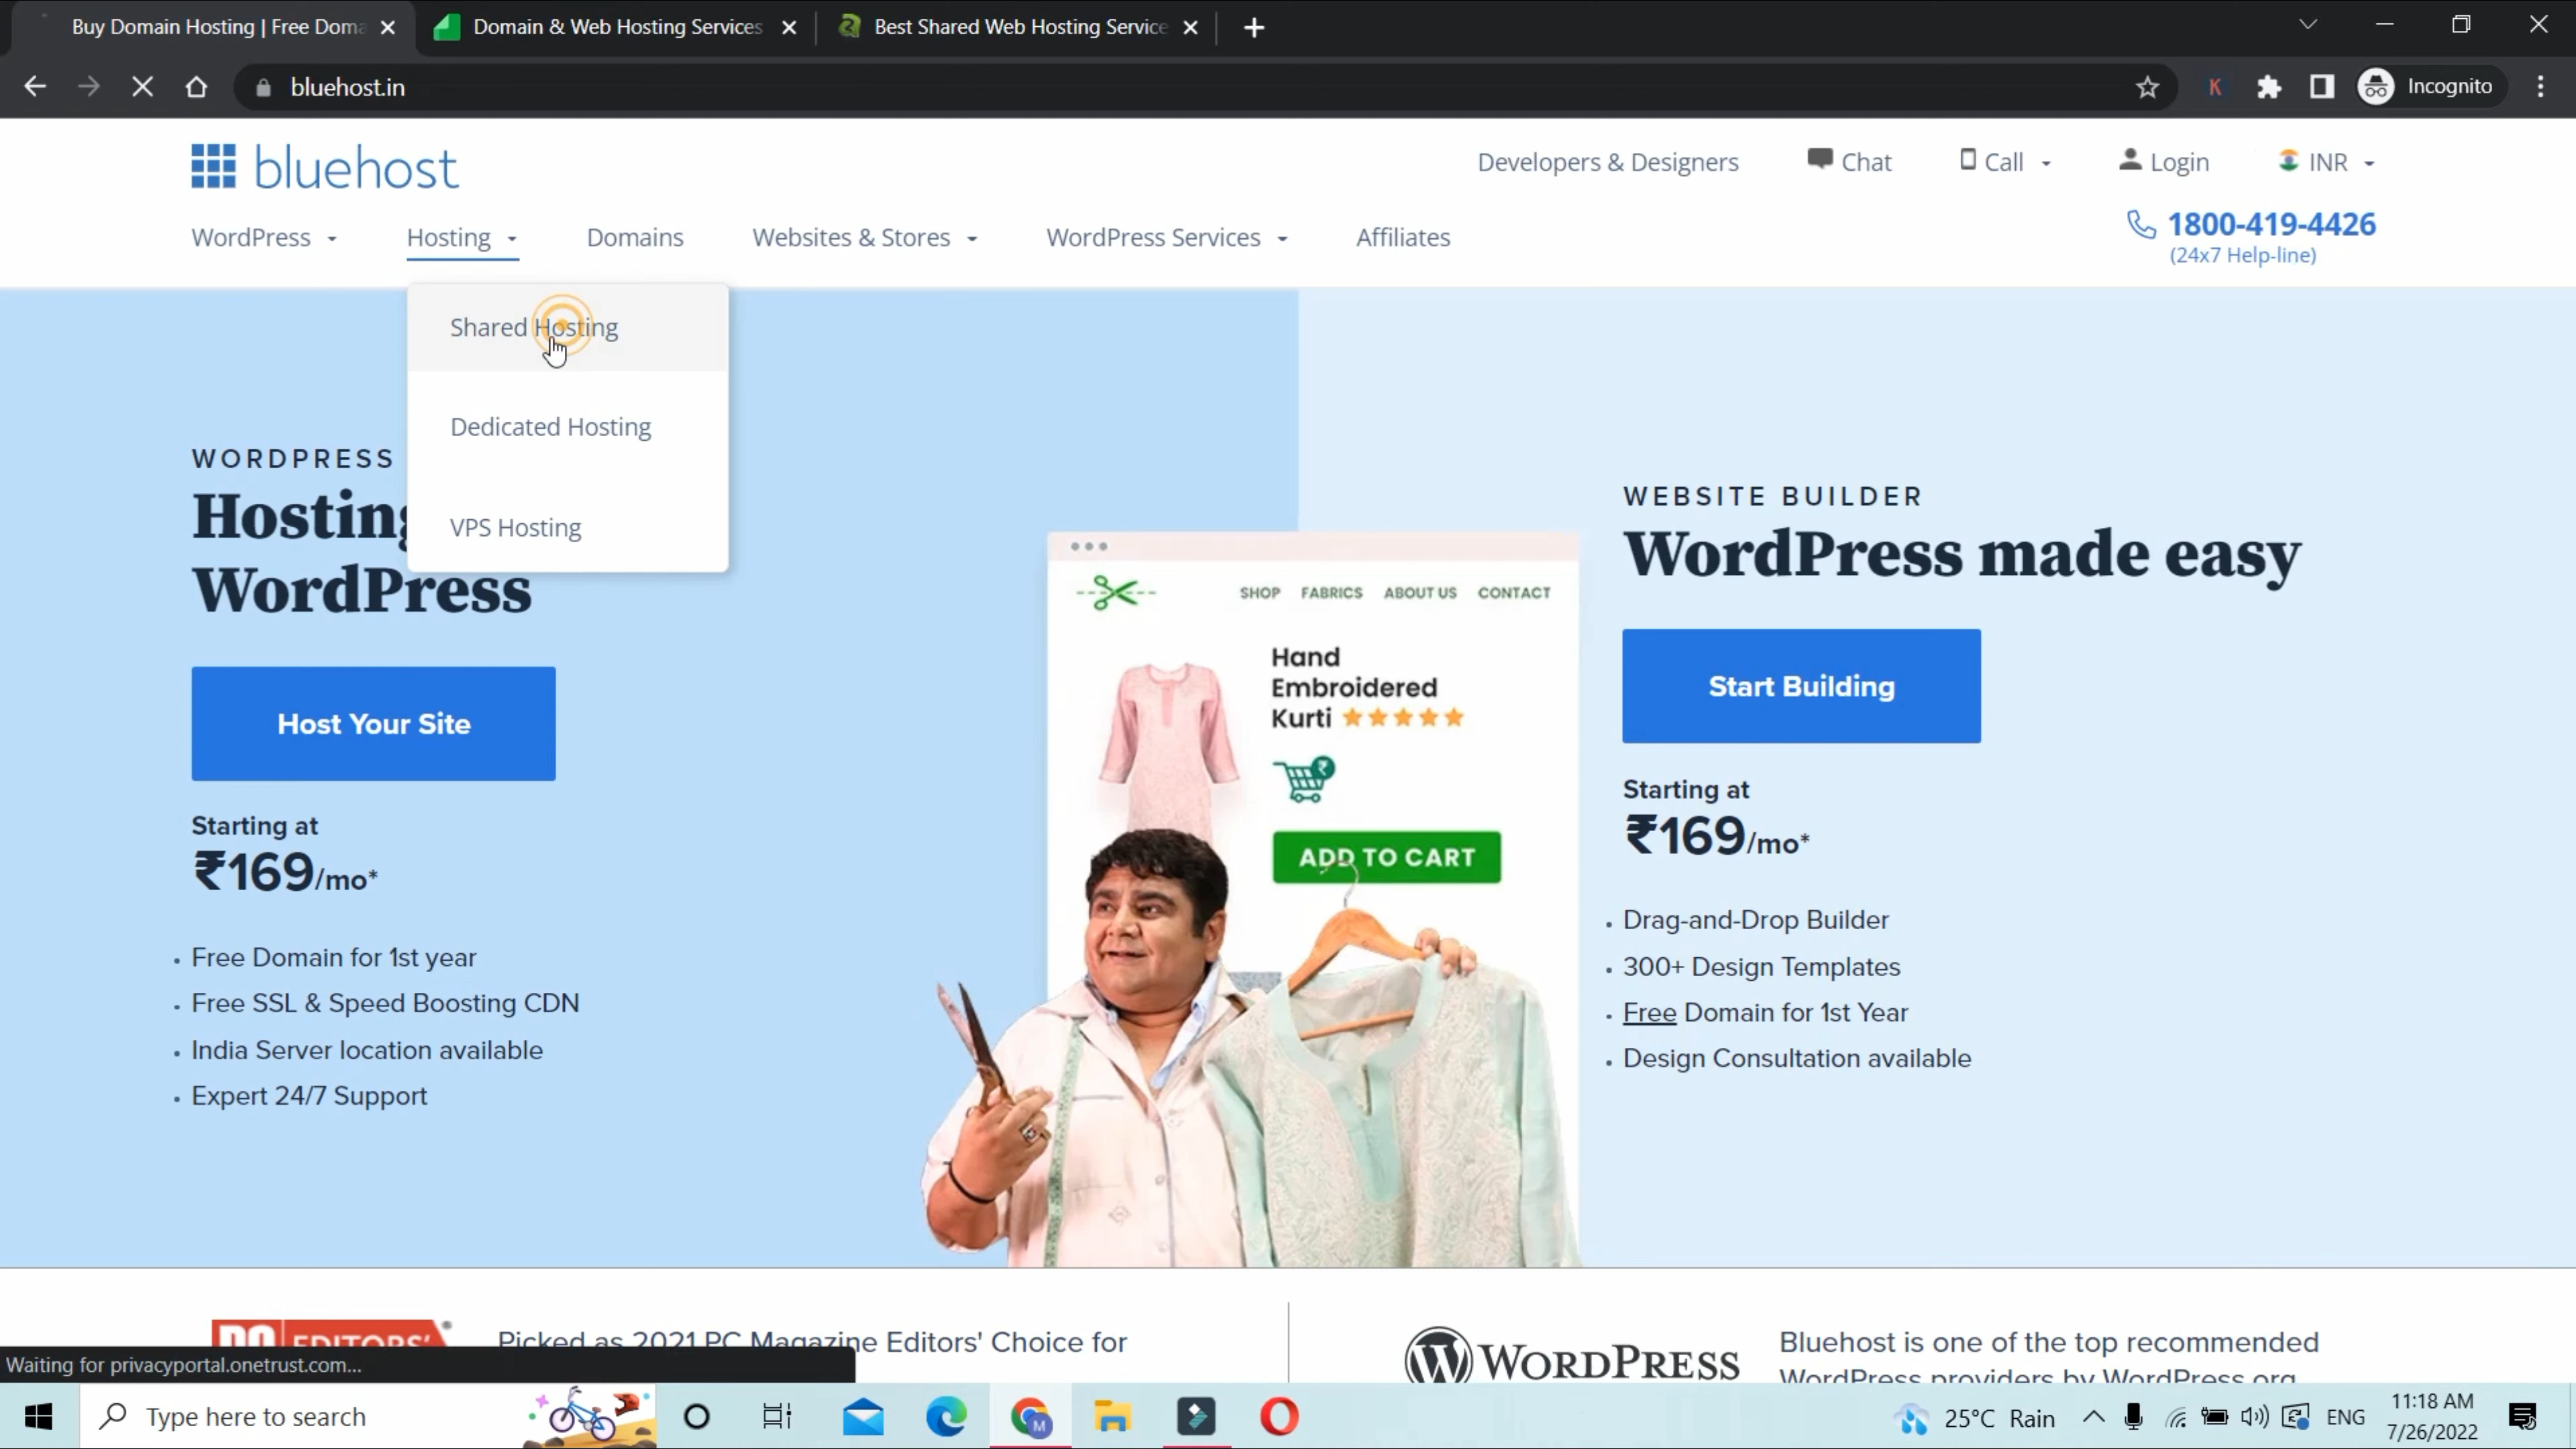 Buy Domain Hosting | Free Doma
Domain & Web Hosting Services
Best Shared Web Hosting Service
bluehost.in
K
Incognito
bluehost
Developers & Designers
Chat
Call
Login
INR
WordPress
Hosting
Domains
Websites & Stores
WordPress Services
Affiliates
1800-419-4426
(24x7 Help-line)
Shared Hosting
Dedicated Hosting
VPS Hosting
WORDPRESS
Hosting
WordPress
Host Your Site
Starting at
₹169/mo*
• Free Domain for 1st year
• Free SSL & Speed Boosting CDN
• India Server location available
• Expert 24/7 Support
SHOP FABRICS ABOUT US CONTACT
Hand
Embroidered
Kurti
₹
ADD TO CART
WEBSITE BUILDER
WordPress made easy
Start Building
Starting at
₹169/mo*
• Drag-and-Drop Builder
• 300+ Design Templates
• Free Domain for 1st Year
• Design Consultation available
EDITORS'
Picked as 2021 PC Magazine Editors' Choice for
WORDPRESS
Bluehost is one of the top recommended
WordPress providers by WordPress.org
Waiting for privacyportal.onetrust.com...
Type here to search
M
25°C Rain
ENG
11:18 AM
7/26/2022